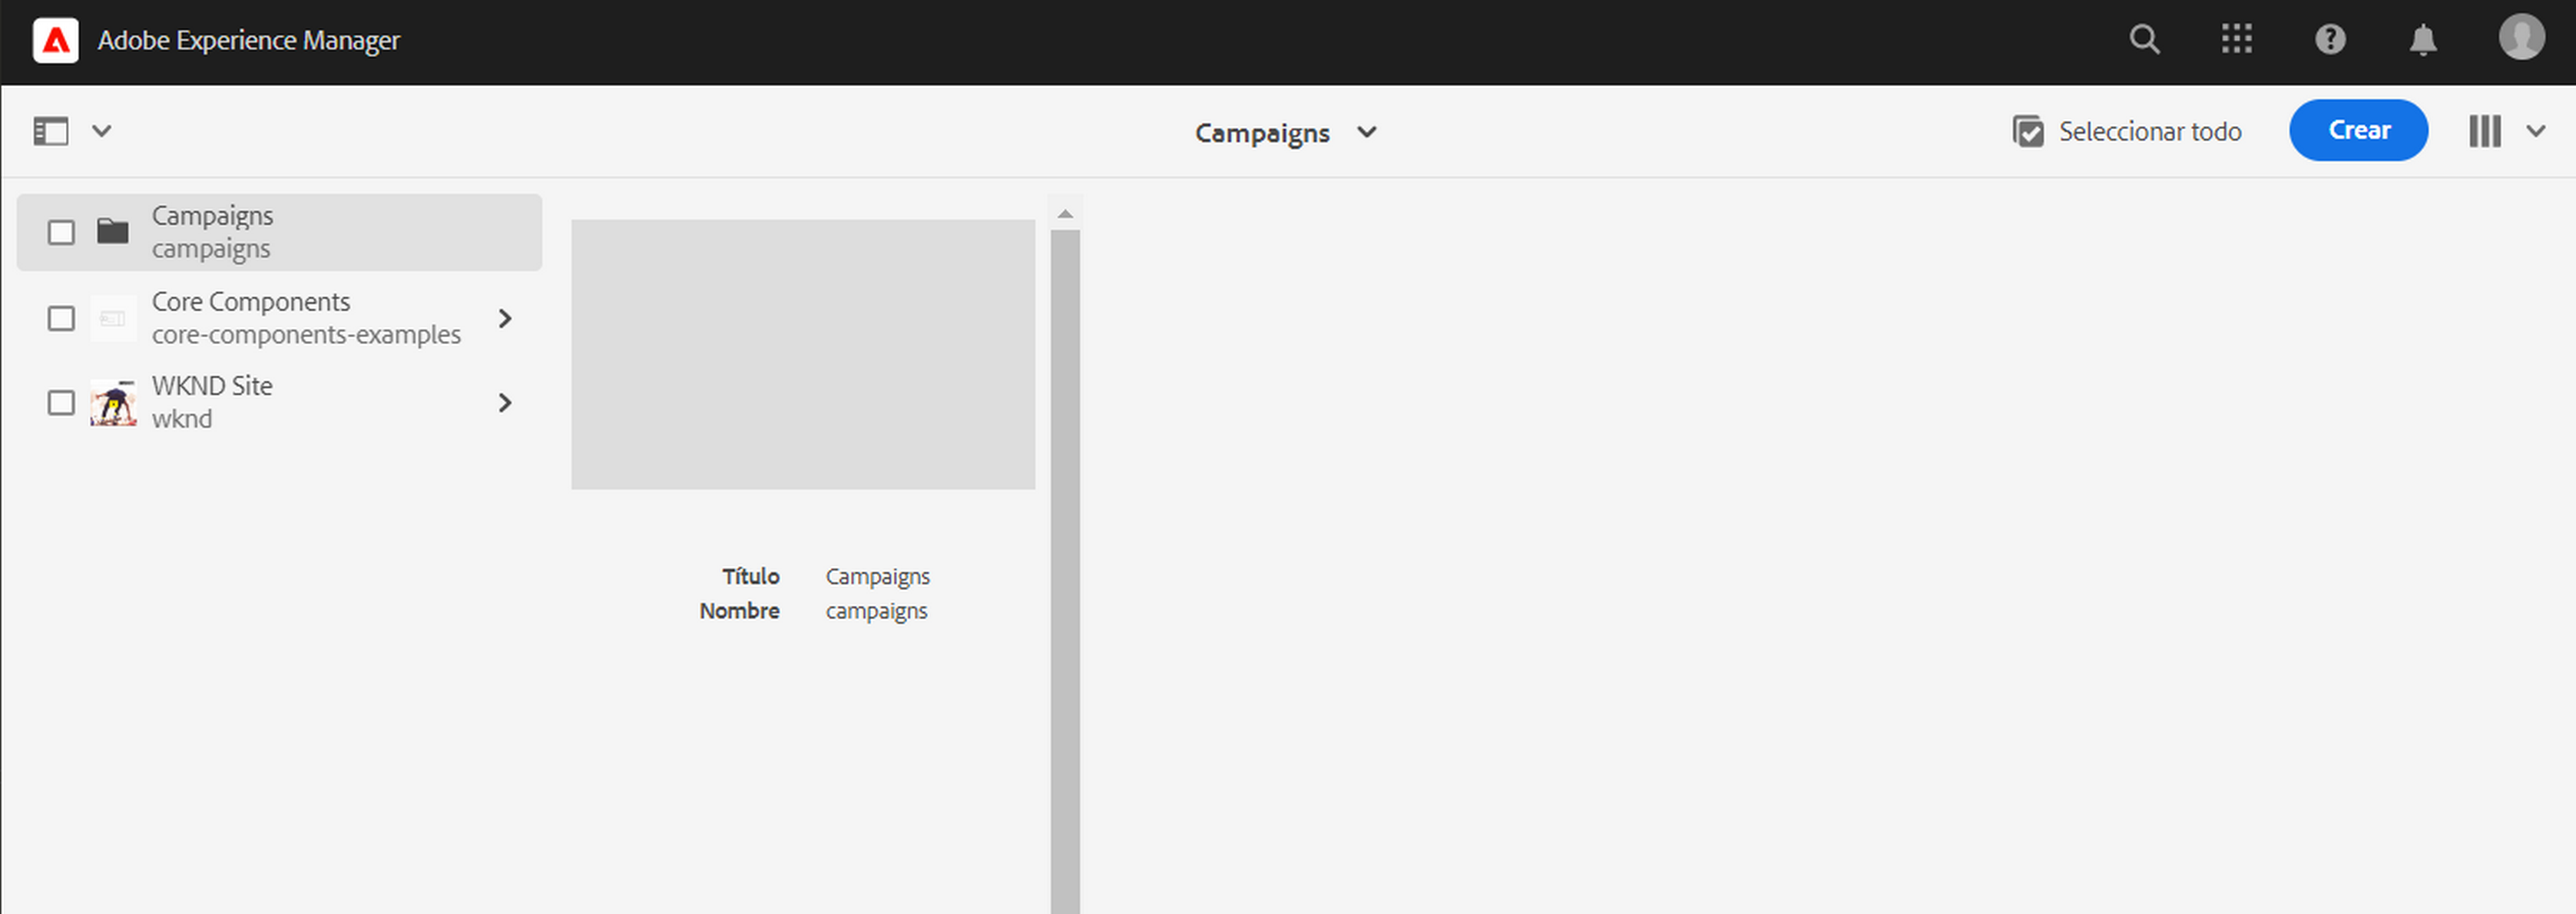 Adobe Experience Manager
Campaigns
Seleccionar todo
Crear
Campaigns
campaigns
Core Components
core-components-examples
WKND Site
wknd
Título Campaigns
Nombre campaigns